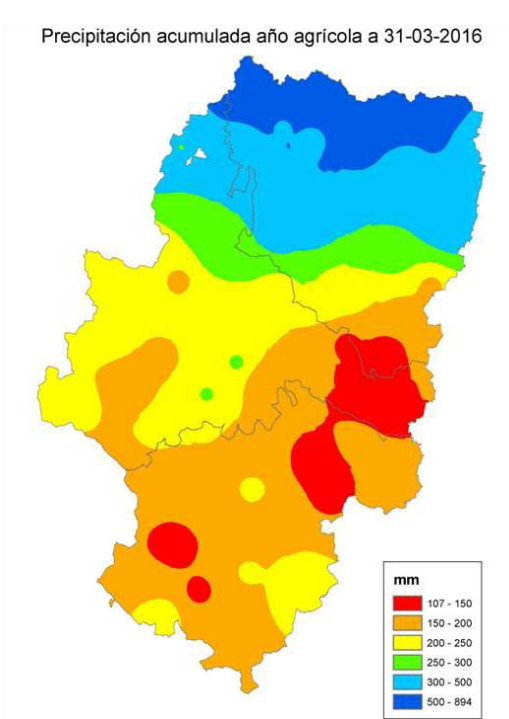 Precipitación acumulada año agrícola a 31-03-2016
mm
107 - 150
150 - 200
200 - 250
250 - 300
300 - 500
500 - 894